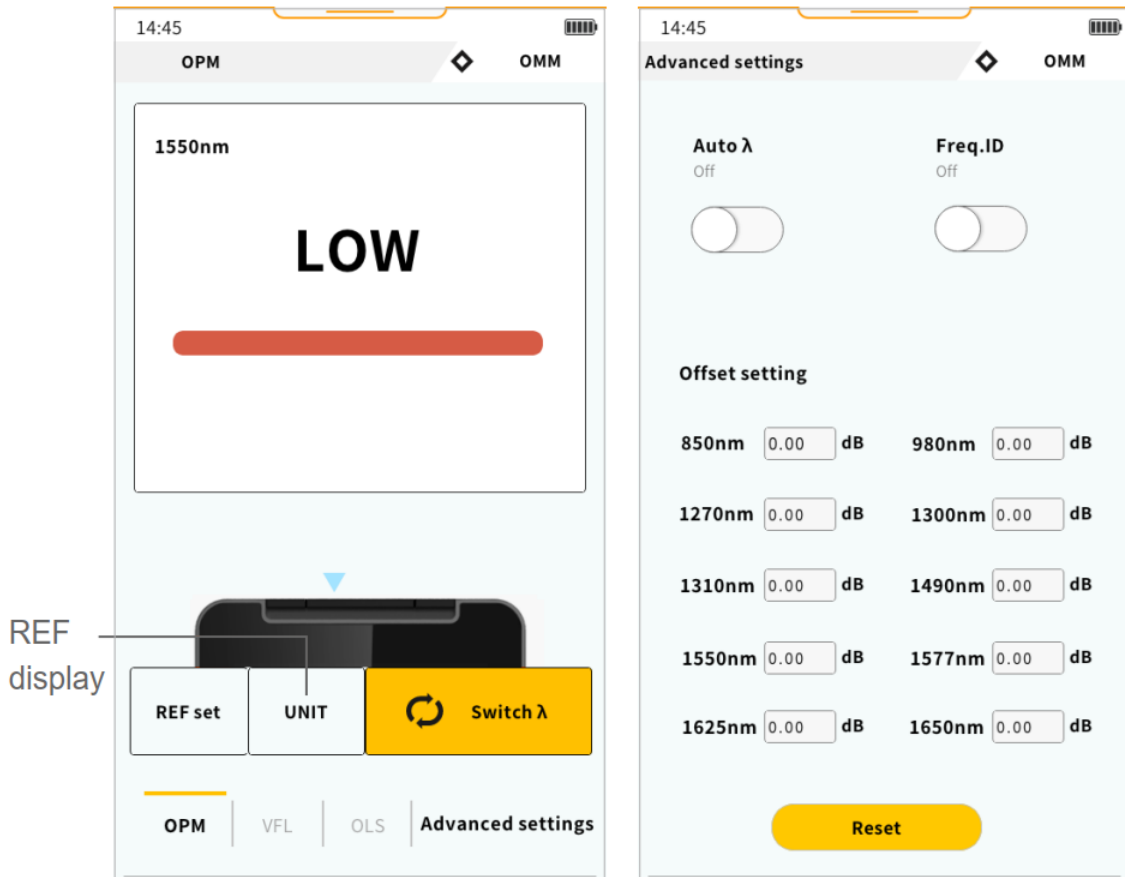 14:45
OPM
OMM
1550nm
LOW
REF
display
REF set
UNIT
Switch λ
OPM
VFL
OLS
Advanced settings
14:45
Advanced settings
OMM
Auto λ
Off
Freq.ID
Off
Offset setting
850nm 0.00 dB 980nm 0.00 dB
1270nm 0.00 dB 1300nm 0.00 dB
1310nm 0.00 dB 1490nm 0.00 dB
1550nm 0.00 dB 1577nm 0.00 dB
1625nm 0.00 dB 1650nm 0.00 dB
Reset